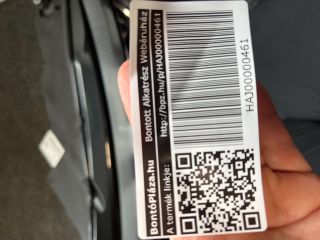 BontóPláza.hu
Bontott Alkatrész Webáruház
A termék linkje:
http://bpz.hu/p/HAJ00000461
HAJ00000461